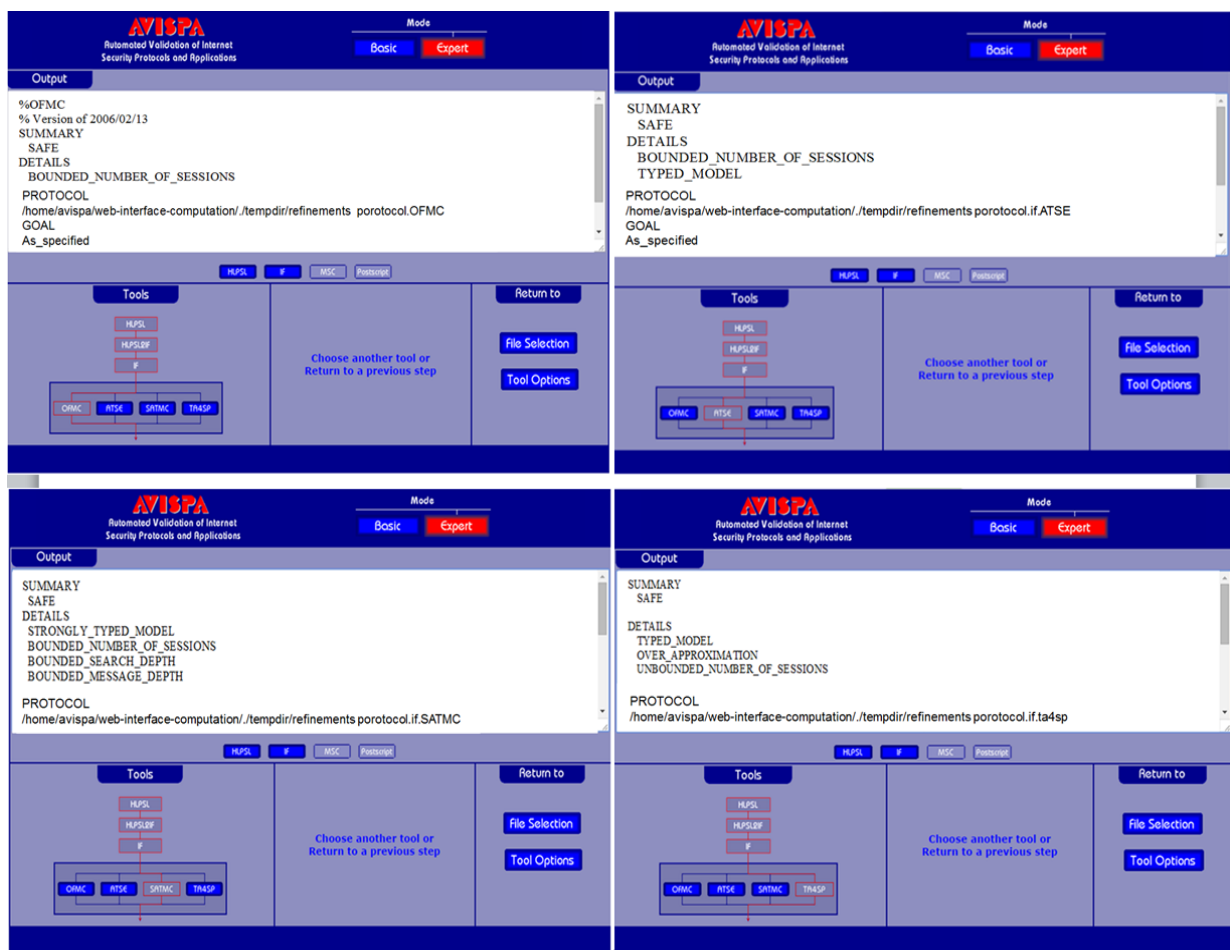 AVISPA
Automated Validation of Internet
Security Protocols and Applications
Mode
Basic
Expert
Output
%OFMC
% Version of 2006/02/13
SUMMARY
SAFE
DETAILS
BOUNDED_NUMBER_OF_SESSIONS
PROTOCOL
/home/avispa/web-interface-computation/./tempdir/refinements porotocol.OFMC
GOAL
As_specified
HLPSL
IF
MSC
Postscript
Tools
HLPSL
HLPSL2IF
IF
OFMC
ATSE
SATMC
TA4SP
Choose another tool or
Return to a previous step
Return to
File Selection
Tool Options
AVISPA
Automated Validation of Internet
Security Protocols and Applications
Mode
Basic
Expert
Output
SUMMARY
SAFE
DETAILS
BOUNDED_NUMBER_OF_SESSIONS
TYPED_MODEL
PROTOCOL
/home/avispa/web-interface-computation/./tempdir/refinements porotocol.if.ATSE
GOAL
As_specified
HLPSL
IF
MSC
Postscript
Tools
HLPSL
HLPSL2IF
IF
OFMC
ATSE
SATMC
TA4SP
Choose another tool or
Return to a previous step
Return to
File Selection
Tool Options
AVISPA
Automated Validation of Internet
Security Protocols and Applications
Mode
Basic
Expert
Output
SUMMARY
SAFE
DETAILS
STRONGLY_TYPED_MODEL
BOUNDED_NUMBER_OF_SESSIONS
BOUNDED_SEARCH_DEPTH
BOUNDED_MESSAGE_DEPTH
PROTOCOL
/home/avispa/web-interface-computation/./tempdir/refinements porotocol.if.SATMC
HLPSL
IF
MSC
Postscript
Tools
HLPSL
HLPSL2IF
IF
OFMC
ATSE
SATMC
TA4SP
Choose another tool or
Return to a previous step
Return to
File Selection
Tool Options
AVISPA
Automated Validation of Internet
Security Protocols and Applications
Mode
Basic
Expert
Output
SUMMARY
SAFE
DETAILS
TYPED_MODEL
OVER_APPROXIMATION
UNBOUNDED_NUMBER_OF_SESSIONS
PROTOCOL
/home/avispa/web-interface-computation/./tempdir/refinements porotocol.if.ta4sp
HLPSL
IF
MSC
Postscript
Tools
HLPSL
HLPSL2IF
IF
OFMC
ATSE
SATMC
TA4SP
Choose another tool or
Return to a previous step
Return to
File Selection
Tool Options